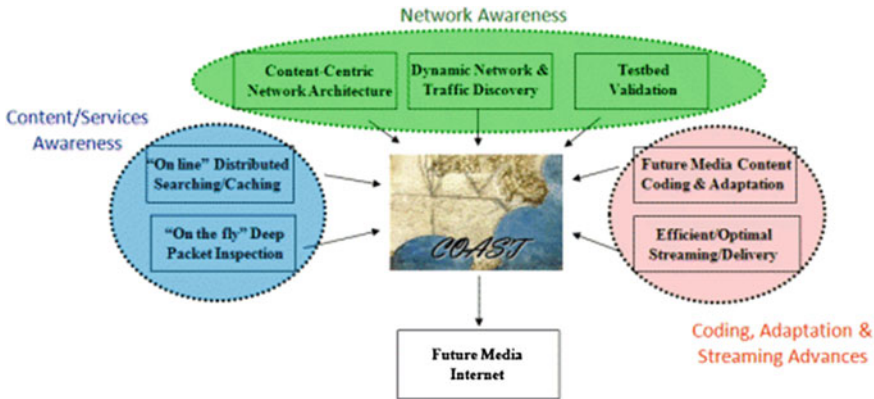 Network Awareness
Content-Centric
Network Architecture
Dynamic Network &
Traffic Discovery
Testbed
Validation
Content/Services
Awareness
“On line” Distributed
Searching/Caching
“On the fly” Deep
Packet Inspection
COAST
Future Media Content
Coding & Adaptation
Efficient/Optimal
Streaming/Delivery
Coding, Adaptation &
Streaming Advances
Future Media
Internet